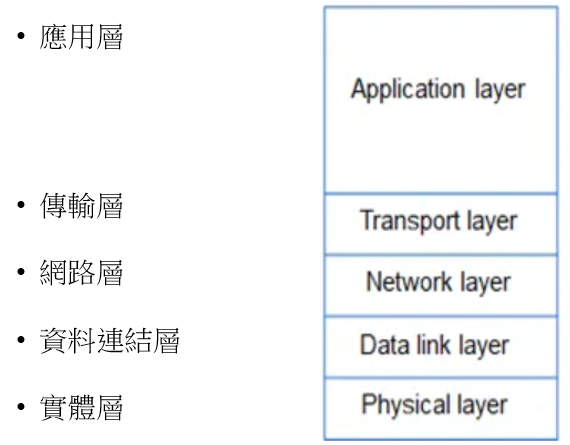 • 應用層
Application layer
• 傳輸層
Transport layer
• 網路層
Network layer
• 資料連結層
Data link layer
• 實體層
Physical layer